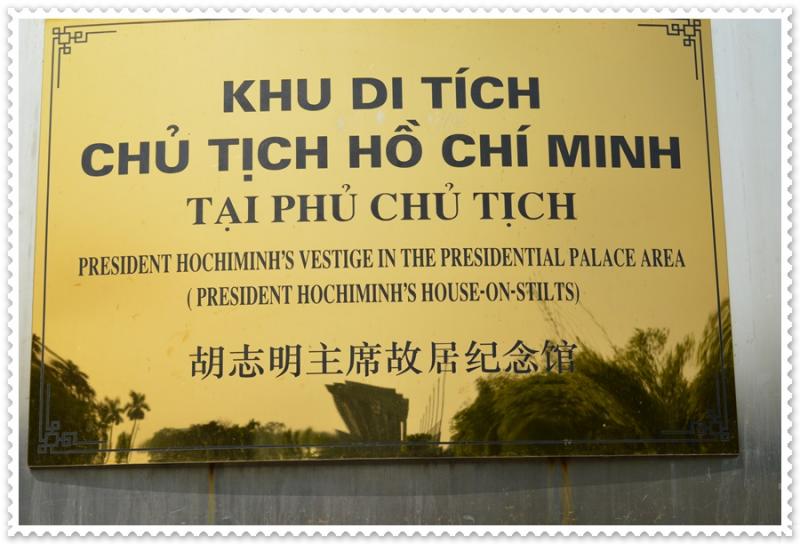 KHU DI TÍCH
CHỦ TỊCH HỒ CHÍ MINH
TẠI PHỦ CHỦ TỊCH
PRESIDENT HOCHIMINH'S VESTIGE IN THE PRESIDENTIAL PALACE AREA
( PRESIDENT HOCHIMINH'S HOUSE-ON-STILTS)
胡志明主席故居纪念馆